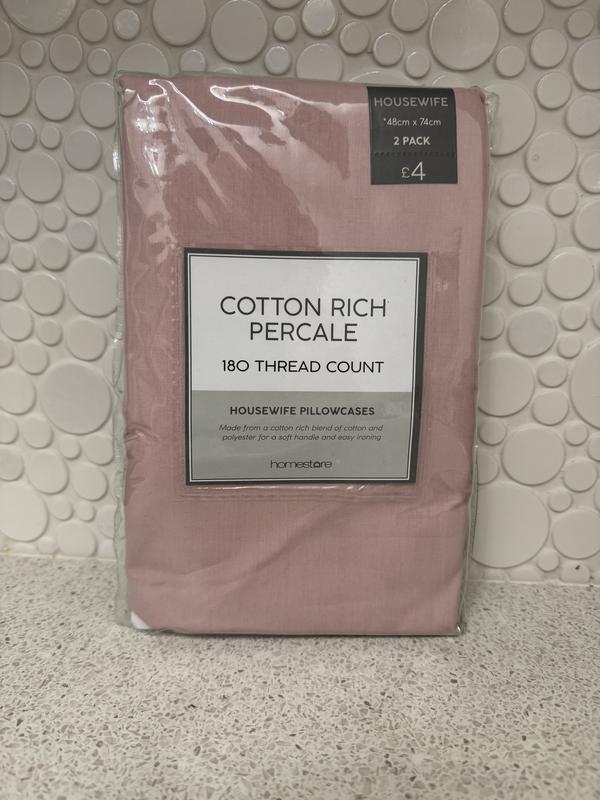 HOUSEWIFE
*48cm x 74cm
2 PACK
£4
COTTON RICH
PERCALE
180 THREAD COUNT
HOUSEWIFE PILLOWCASES
Made from a cotton rich blend of cotton and
polyester for a soft handle and easy ironing
homestore